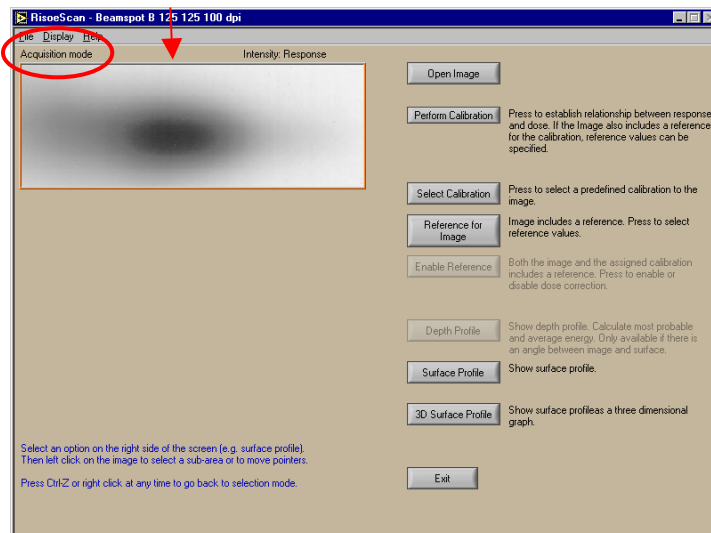 RisoeScan - Beamspot B 125 125 100 dpi
File Display Help
Acquisition mode
Intensity: Response
Open Image
Perform Calibration
Press to establish relationship between response
and dose. If the Image also includes a reference
for the calibration, reference values can be
specified.
Select Calibration
Press to select a predefined calibration to the
image.
Reference for
Image
Image includes a reference. Press to select
reference values.
Enable Reference
Both the image and the assigned calibration
includes a reference. Press to enable or
disable dose correction.
Depth Profile
Show depth profile. Calculate most probable
and average energy. Only available if there is
an angle between image and surface.
Surface Profile
Show surface profile.
3D Surface Profile
Show surface profileas a three dimensional
graph.
Select an option on the right side of the screen (e.g. surface profile).
Then left click on the image to select a sub-area or to move pointers.
Press Ctrl-Z or right click at any time to go back to selection mode.
Exit